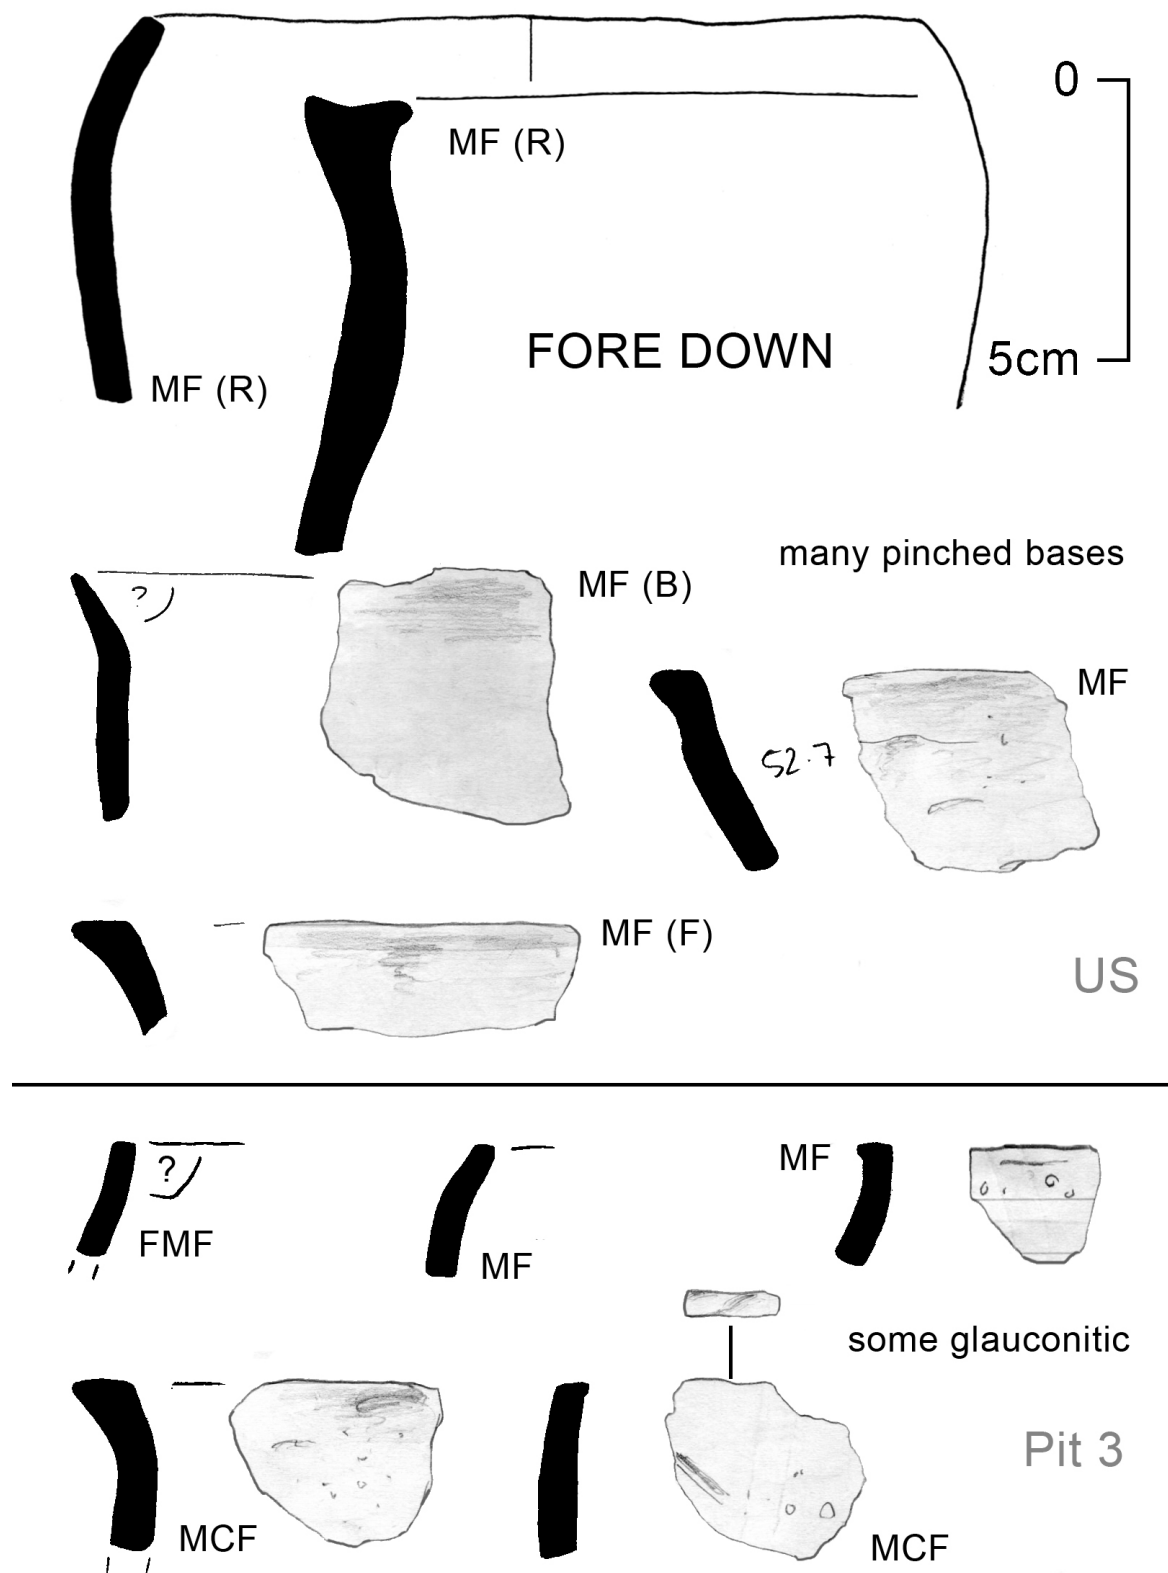 0
MF (R)
FORE DOWN
5cm
MF (R)
many pinched bases
?
MF (B)
MF
52.7
MF (F)
US
?
FMF
MF
MF
some glauconitic
Pit 3
MCF
MCF